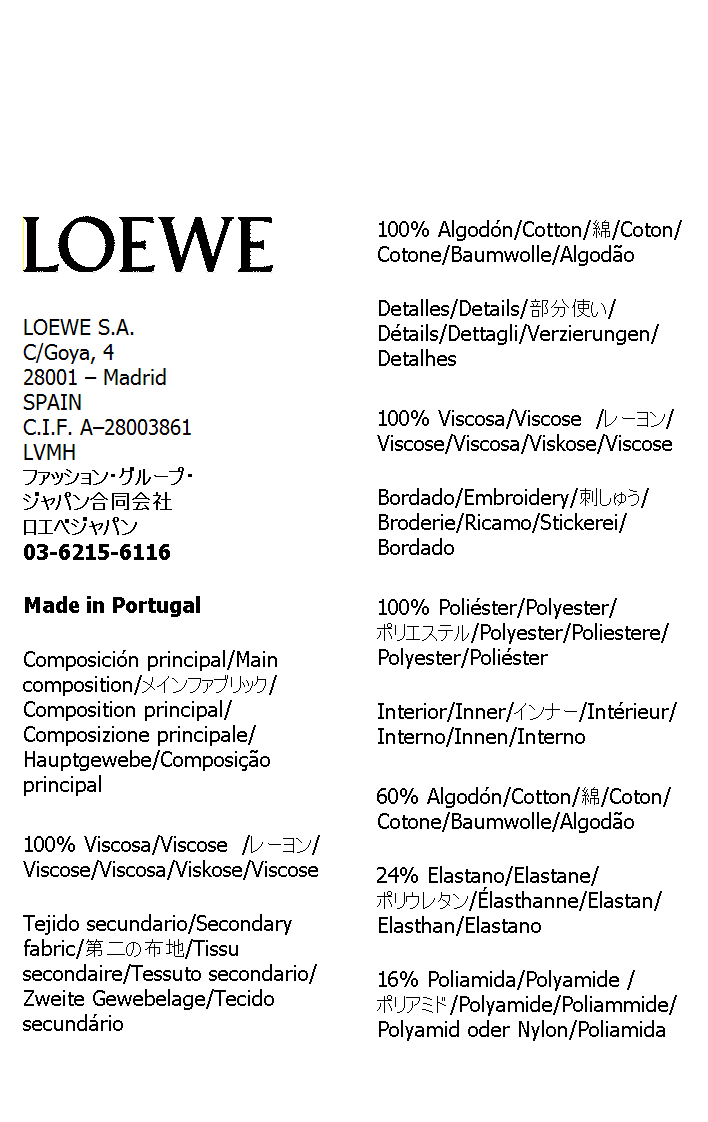 LOEWE
LOEWE S.A.
C/Goya, 4
28001 – Madrid
SPAIN
C.I.F. A–28003861
LVMH
ファッション・グループ・
ジャパン合同会社
ロエベジャパン
03-6215-6116
Made in Portugal
Composición principal/Main
composition/メインファブリック/
Composition principal/
Composizione principale/
Hauptgewebe/Composição
principal
100% Viscosa/Viscose /レーヨン/
Viscose/Viscosa/Viskose/Viscose
Tejido secundario/Secondary
fabric/第二の布地/Tissu
secondaire/Tessuto secondario/
Zweite Gewebelage/Tecido
secundário
100% Algodón/Cotton/綿/Coton/
Cotone/Baumwolle/Algodão
Detalles/Details/部分使い/
Détails/Dettagli/Verzierungen/
Detalhes
100% Viscosa/Viscose /レーヨン/
Viscose/Viscosa/Viskose/Viscose
Bordado/Embroidery/刺しゅう/
Broderie/Ricamo/Stickerei/
Bordado
100% Poliéster/Polyester/
ポリエステル/Polyester/Poliestere/
Polyester/Poliéster
Interior/Inner/インナー/Intérieur/
Interno/Innen/Interno
60% Algodón/Cotton/綿/Coton/
Cotone/Baumwolle/Algodão
24% Elastano/Elastane/
ポリウレタン/Élasthanne/Elastan/
Elasthan/Elastano
16% Poliamida/Polyamide /
ポリアミド/Polyamide/Poliammide/
Polyamid oder Nylon/Poliamida